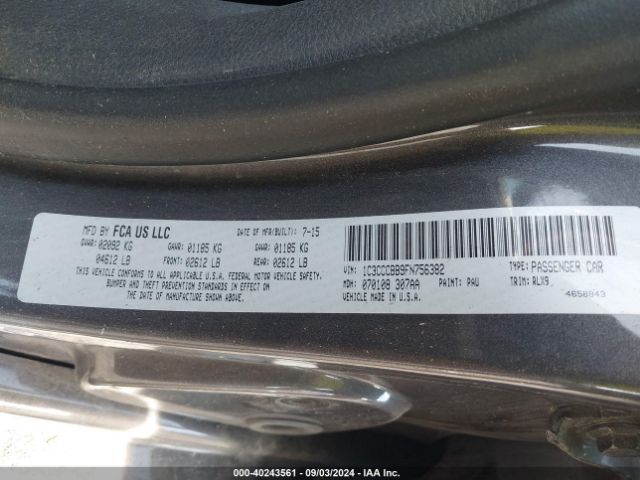 MFD BY FCA US LLC DATE OF MFR(BUILT): 7-15
GVWR: 02092 KG GAWR: 01185 KG GAWR: 01185 KG
04612 LB FRONT: 02612 LB REAR: 02612 LB
THIS VEHICLE CONFORMS TO ALL APPLICABLE U.S.A. FEDERAL MOTOR VEHICLE SAFETY,
BUMPER AND THEFT PREVENTION STANDARDS IN EFFECT ON
THE DATE OF MANUFACTURE SHOWN ABOVE.
VIN: 1C3CCCBB9FN756382 TYPE: PASSENGER CAR
MDH: 070108 307AA PAINT: PAU TRIM: RLX9
VEHICLE MADE IN U.S.A. 4656843
000-40243561 - 09/03/2024 - IAA Inc.